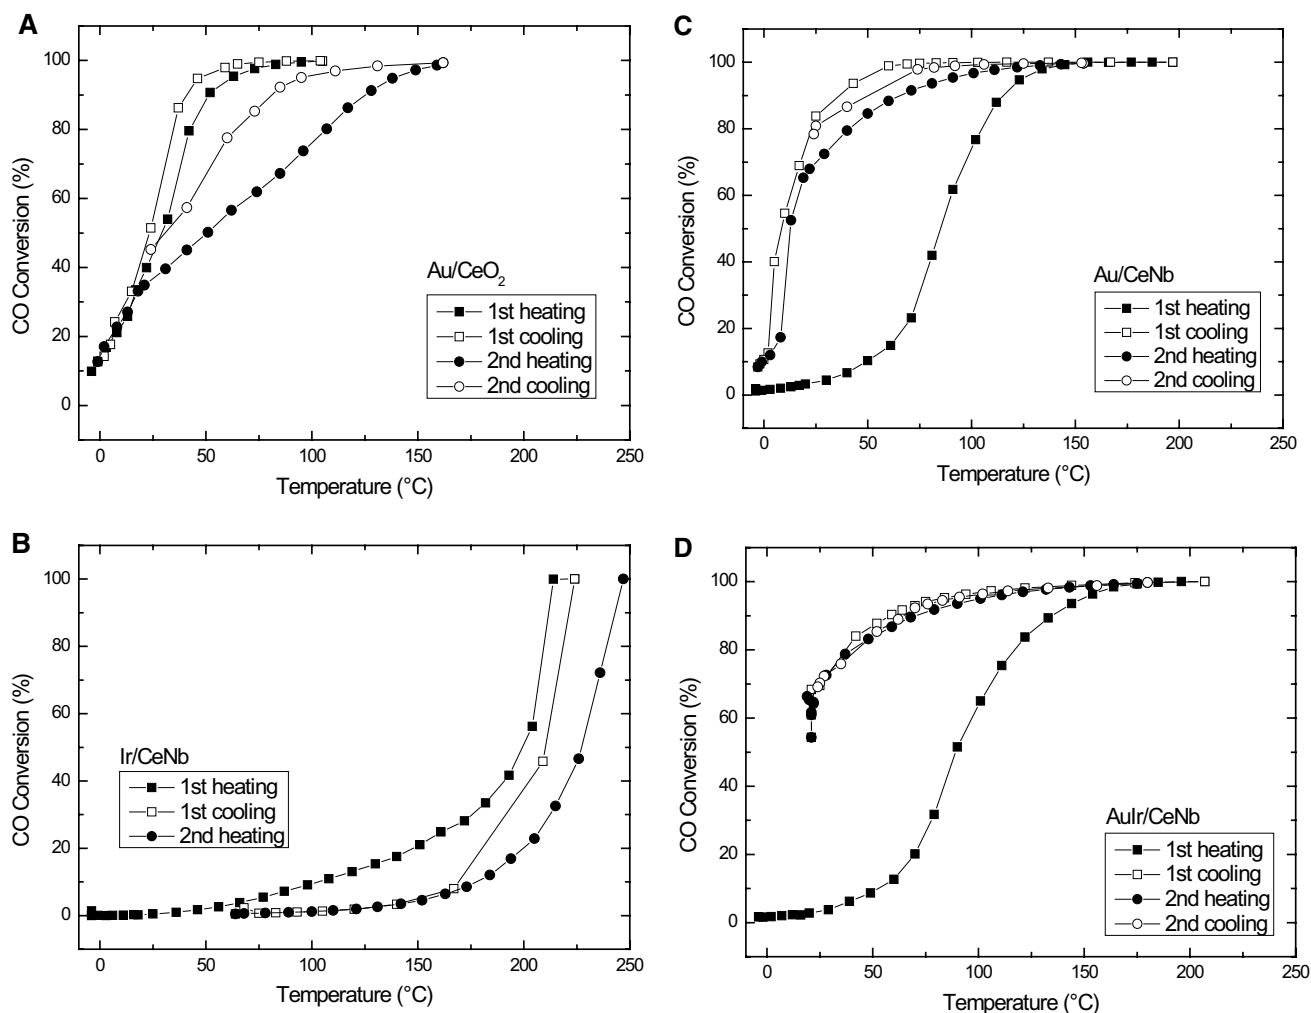 A
100
80
60
40
20
0
CO Conversion (%)
Au/CeO2
1st heating
1st cooling
2nd heating
2nd cooling
0 50 100 150 200 250
Temperature (°C)
C
100
80
60
40
20
0
CO Conversion (%)
Au/CeNb
1st heating
1st cooling
2nd heating
2nd cooling
0 50 100 150 200 250
Temperature (°C)
B
100
80
60
40
20
0
CO Conversion (%)
Ir/CeNb
1st heating
1st cooling
2nd heating
0 50 100 150 200 250
Temperature (°C)
D
100
80
60
40
20
0
CO Conversion (%)
AuIr/CeNb
1st heating
1st cooling
2nd heating
2nd cooling
0 50 100 150 200 250
Temperature (°C)